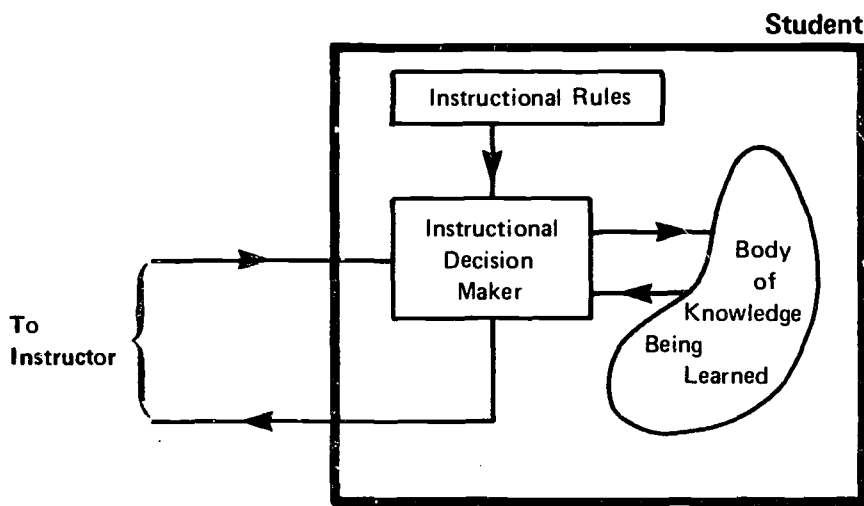 Student
Instructional Rules
Instructional
Decision
Maker
Body
of
Knowledge
Being
Learned
To
Instructor